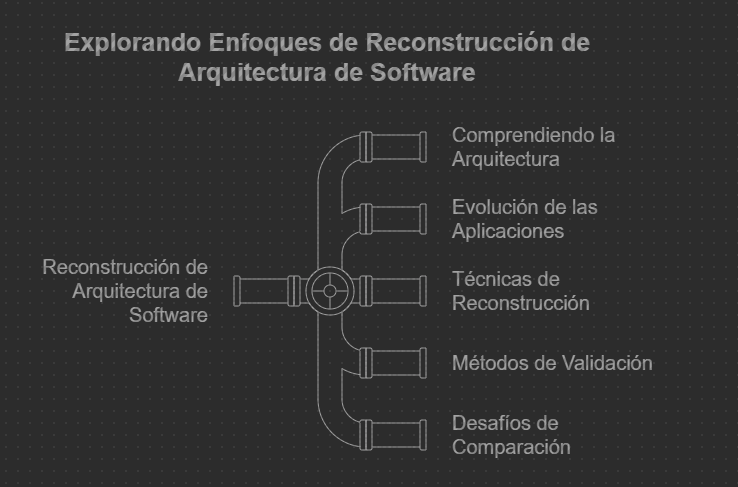 Explorando Enfoques de Reconstrucción de
Arquitectura de Software
Reconstrucción de
Arquitectura de
Software
Comprendiendo la
Arquitectura
Evolución de las
Aplicaciones
Técnicas de
Reconstrucción
Métodos de Validación
Desafíos de
Comparación